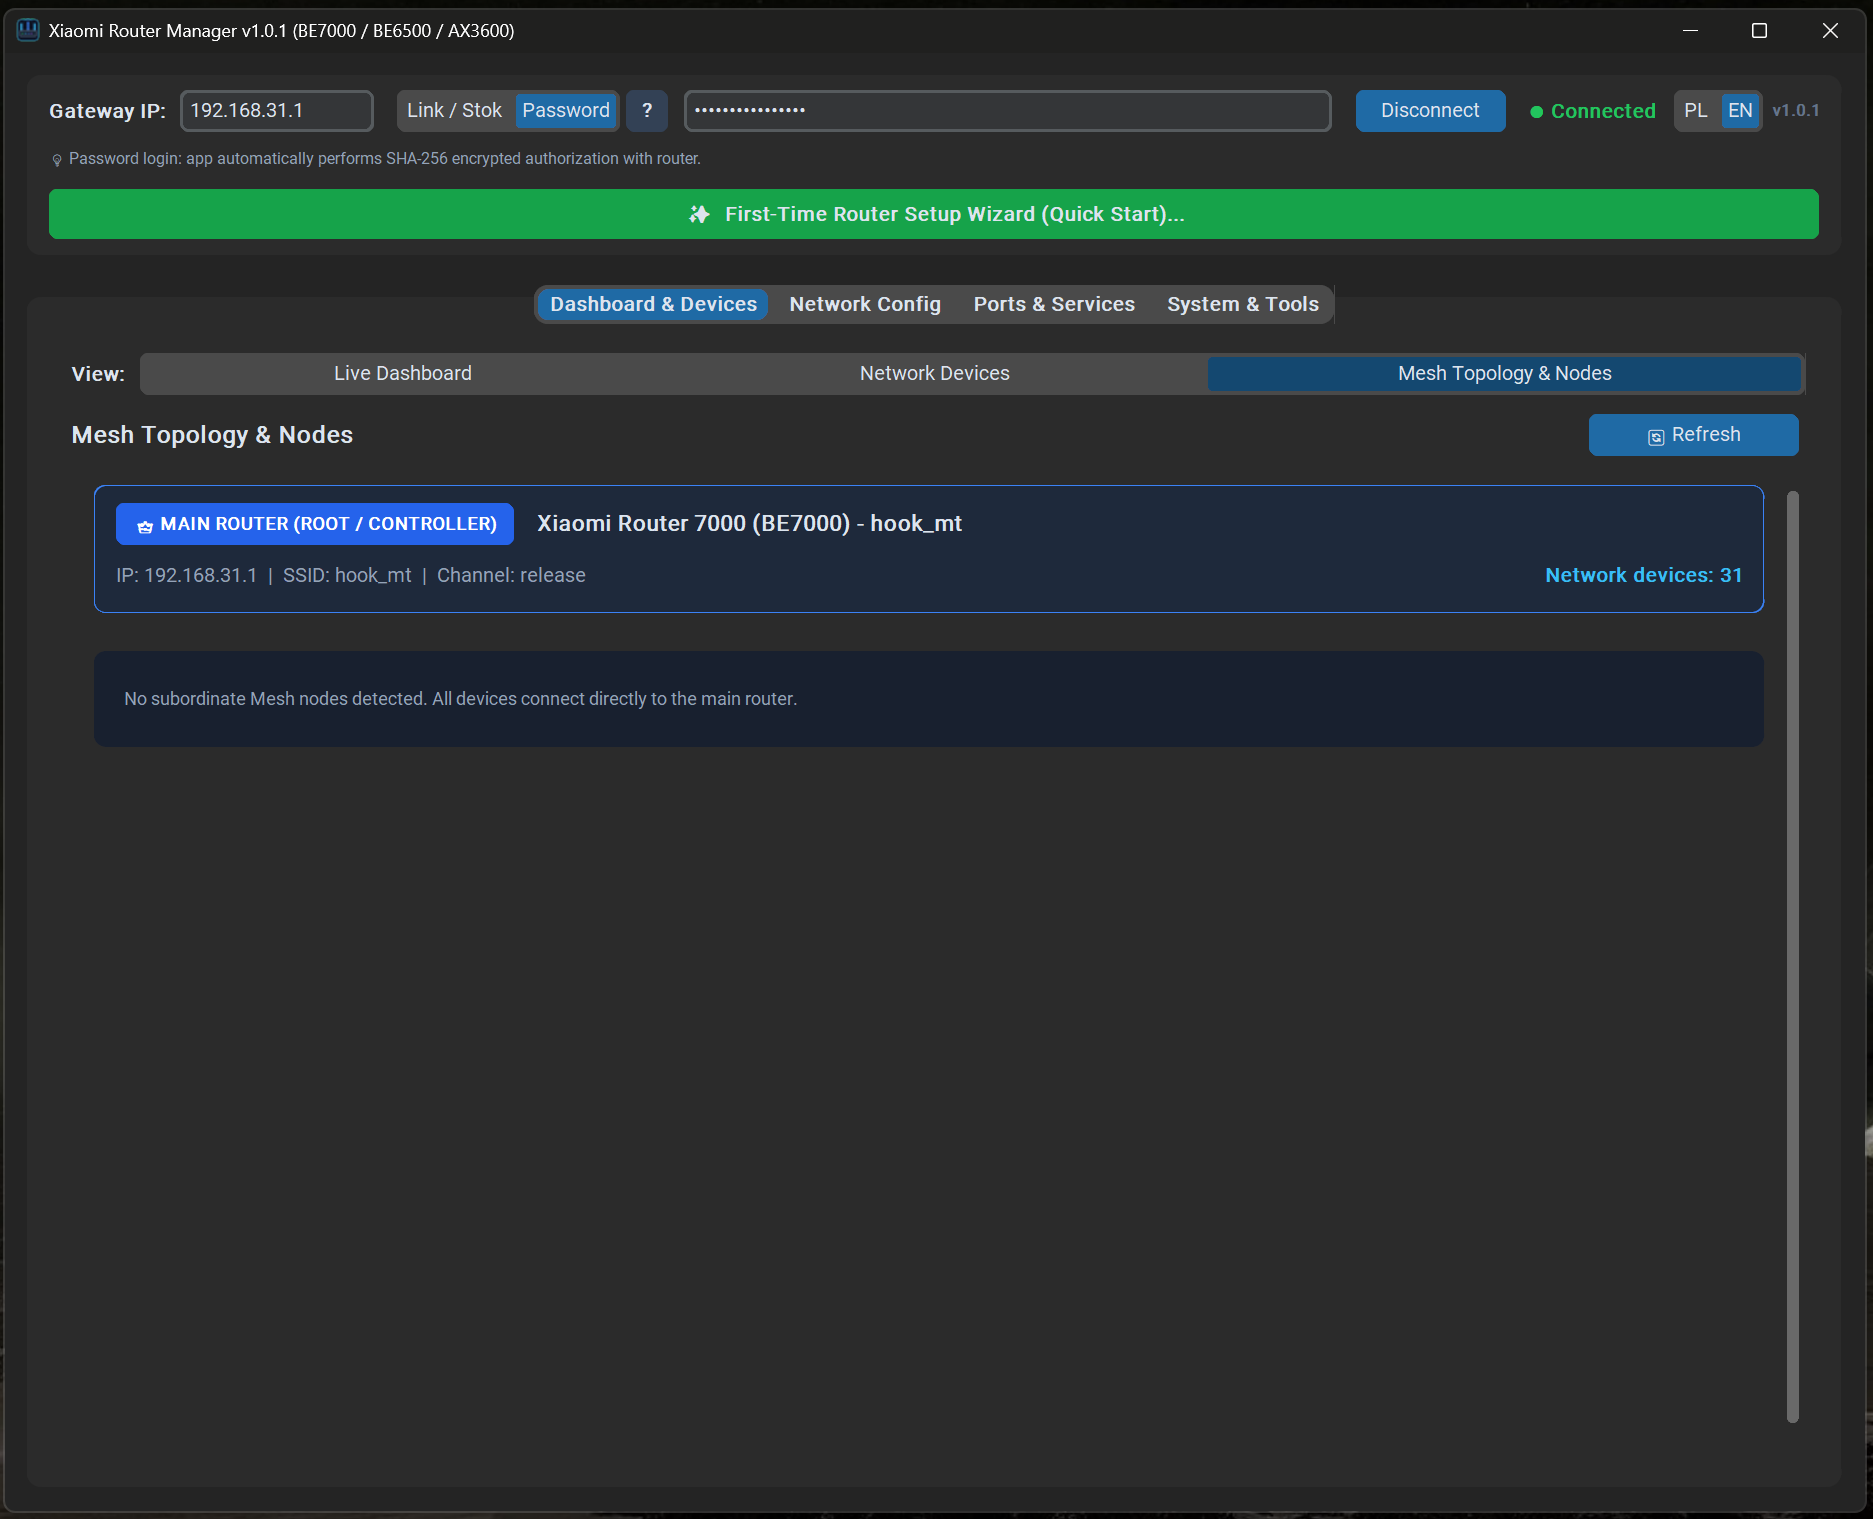 Xiaomi Router Manager v1.0.1 (BE7000 / BE6500 / AX3600)
Gateway IP: 192.168.31.1 Link / Stok Password ? •••••••••••••••• Disconnect ● Connected PL EN v1.0.1
Password login: app automatically performs SHA-256 encrypted authorization with router.
First-Time Router Setup Wizard (Quick Start)...
Dashboard & Devices Network Config Ports & Services System & Tools
View: Live Dashboard Network Devices Mesh Topology & Nodes
Mesh Topology & Nodes Refresh
MAIN ROUTER (ROOT / CONTROLLER) Xiaomi Router 7000 (BE7000) - hook_mt
IP: 192.168.31.1 | SSID: hook_mt | Channel: release Network devices: 31
No subordinate Mesh nodes detected. All devices connect directly to the main router.